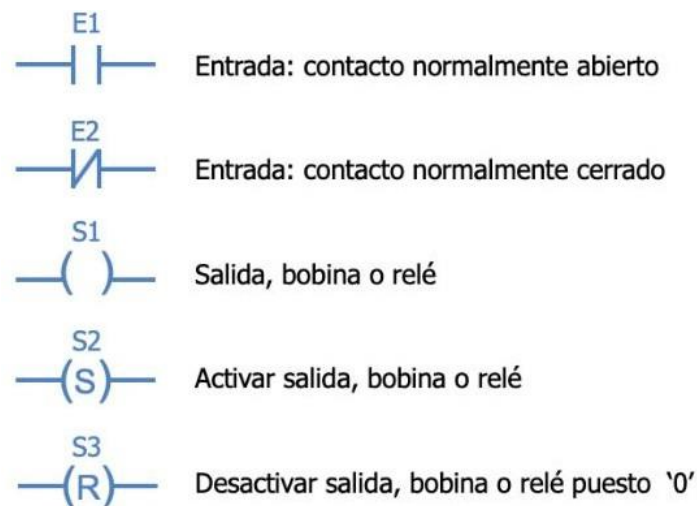 E1
Entrada: contacto normalmente abierto
E2
Entrada: contacto normalmente cerrado
S1
Salida, bobina o relé
S2
(S)
Activar salida, bobina o relé
S3
(R)
Desactivar salida, bobina o relé puesto ‘0’